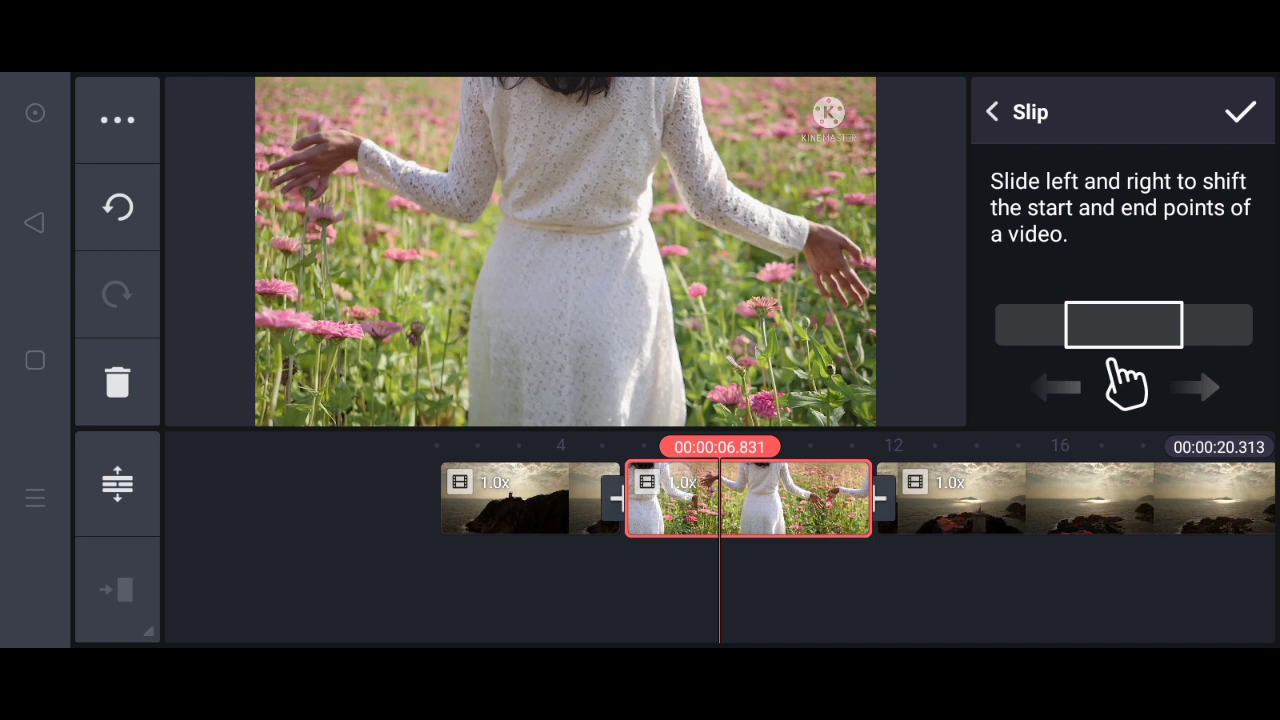 KINEMASTER
Slip
Slide left and right to shift
the start and end points of
a video.
4
00:00:06.831
12
16
00:00:20.313
1.0x
1.0x
1.0x